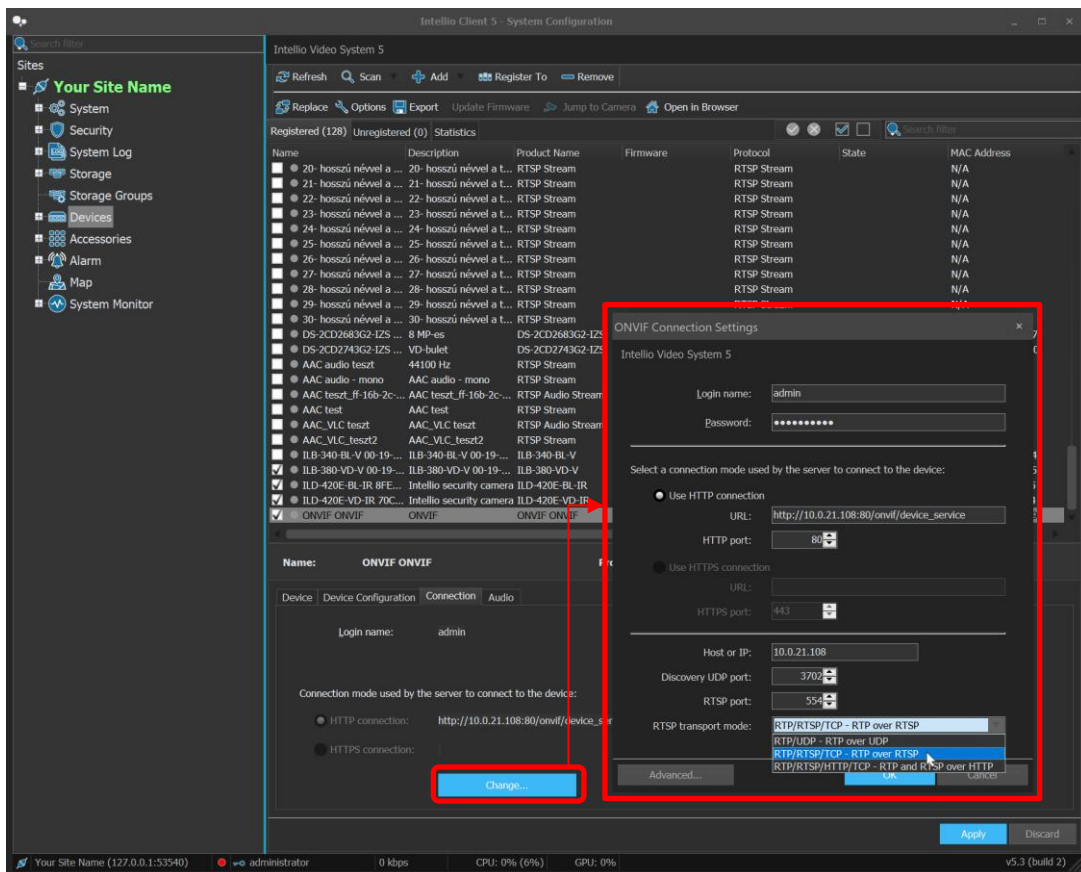 Intellio Client 5 - System Configuration
Search filter
Intellio Video System 5
Sites
Your Site Name
System
Security
System Log
Storage
Storage Groups
Devices
Accessories
Alarm
Map
System Monitor
Refresh Scan Add Register To Remove
Replace Options Export Update Firmware Jump to Camera Open in Browser
Registered (128) Unregistered (0) Statistics Search filter
Name Description Product Name Firmware Protocol State MAC Address
20- hosszú névvel a ... 20- hosszú névvel a t... RTSP Stream RTSP Stream N/A
21- hosszú névvel a ... 21- hosszú névvel a t... RTSP Stream RTSP Stream N/A
22- hosszú névvel a ... 22- hosszú névvel a t... RTSP Stream RTSP Stream N/A
23- hosszú névvel a ... 23- hosszú névvel a t... RTSP Stream RTSP Stream N/A
24- hosszú névvel a ... 24- hosszú névvel a t... RTSP Stream RTSP Stream N/A
25- hosszú névvel a ... 25- hosszú névvel a t... RTSP Stream RTSP Stream N/A
26- hosszú névvel a ... 26- hosszú névvel a t... RTSP Stream RTSP Stream N/A
27- hosszú névvel a ... 27- hosszú névvel a t... RTSP Stream RTSP Stream N/A
28- hosszú névvel a ... 28- hosszú névvel a t... RTSP Stream RTSP Stream N/A
29- hosszú névvel a ... 29- hosszú névvel a t... RTSP Stream
30- hosszú névvel a ... 30- hosszú névvel a t... RTSP Stream
DS-2CD2683G2-IZS ... 8 MP-es DS-2CD2683G2-IZS
DS-2CD2743G2-IZS ... VD-bulet DS-2CD2743G2-IZS
AAC audio teszt 44100 Hz RTSP Stream
AAC audio - mono AAC audio - mono RTSP Stream
AAC teszt_ff-16b-2c-... AAC teszt_ff-16b-2c-... RTSP Audio Stream
AAC test AAC test RTSP Stream
AAC_VLC teszt AAC_VLC teszt RTSP Audio Stream
AAC_VLC_teszt2 AAC_VLC_teszt2 RTSP Stream
ILB-340-BL-V 00-19-... ILB-340-BL-V 00-19-... ILB-340-BL-V
ILB-380-VD-V 00-19-... ILB-380-VD-V 00-19-... ILB-380-VD-V
ILD-420E-BL-IR 8FE... Intellio security camera ILD-420E-BL-IR
ILD-420E-VD-IR 70C... Intellio security camera ILD-420E-VD-IR
ONVIF ONVIF ONVIF ONVIF ONVIF
Name: ONVIF ONVIF
Device Device Configuration Connection Audio
Login name: admin
Connection mode used by the server to connect to the device:
HTTP connection: http://10.0.21.108:80/onvif/device_ser
HTTPS connection:
Change...
ONVIF Connection Settings
Intellio Video System 5
Login name: admin
Password: ••••••••••
Select a connection mode used by the server to connect to the device:
Use HTTP connection
URL: http://10.0.21.108:80/onvif/device_service
HTTP port: 80
Use HTTPS connection
URL:
HTTPS port: 443
Host or IP: 10.0.21.108
Discovery UDP port: 3702
RTSP port: 554
RTSP transport mode: RTP/RTSP/TCP - RTP over RTSP
RTP/UDP - RTP over UDP
RTP/RTSP/TCP - RTP over RTSP
RTP/RTSP/HTTP/TCP - RTP and RTSP over HTTP
Advanced... OK Cancel
Apply Discard
Your Site Name (127.0.0.1:53540) administrator 0 kbps CPU: 0% (6%) GPU: 0% v5.3 (build 2)